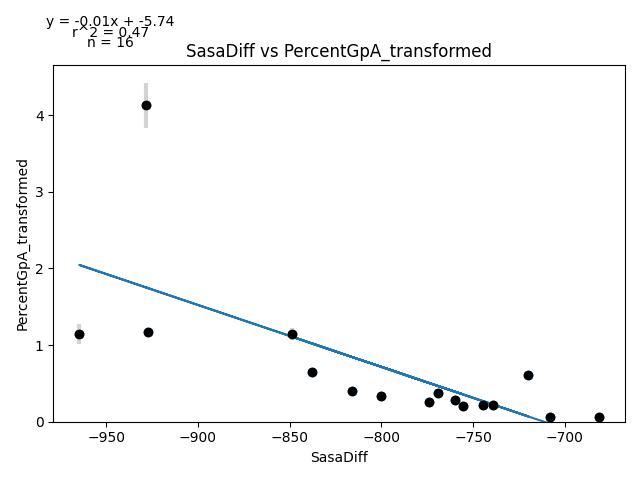 y = -0.01x + -5.74
r^2 = 0.47
n = 16
SasaDiff vs PercentGpA_transformed
PercentGpA_transformed
4
3
2
1
0
−950
−900
−850
−800
−750
−700
SasaDiff